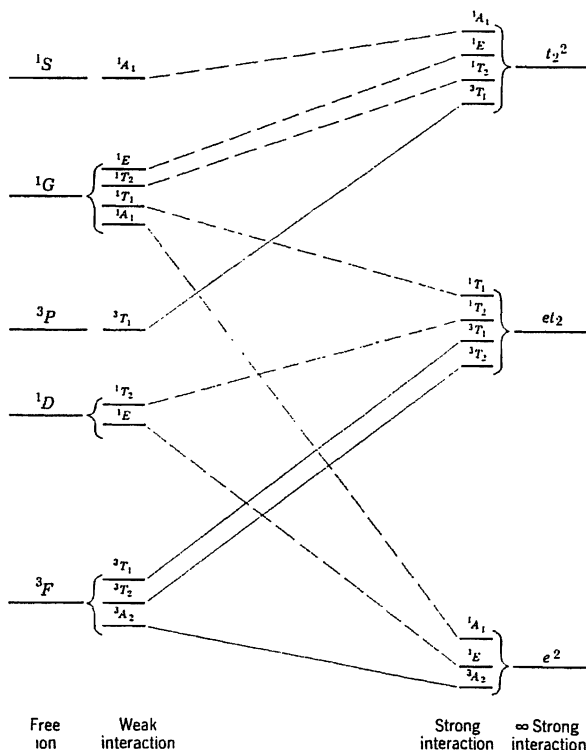 ¹S
¹A₁
¹G
¹E
¹T₂
¹T₁
¹A₁
³P
³T₁
¹D
¹T₂
¹E
³F
³T₁
³T₂
³A₂
¹A₁
¹E
¹T₂
³T₁
t₂²
¹T₁
¹T₂
³T₁
³T₂
et₂
¹A₁
¹E
³A₂
e²
Free
ion
Weak
interaction
Strong
interaction
∞ Strong
interaction